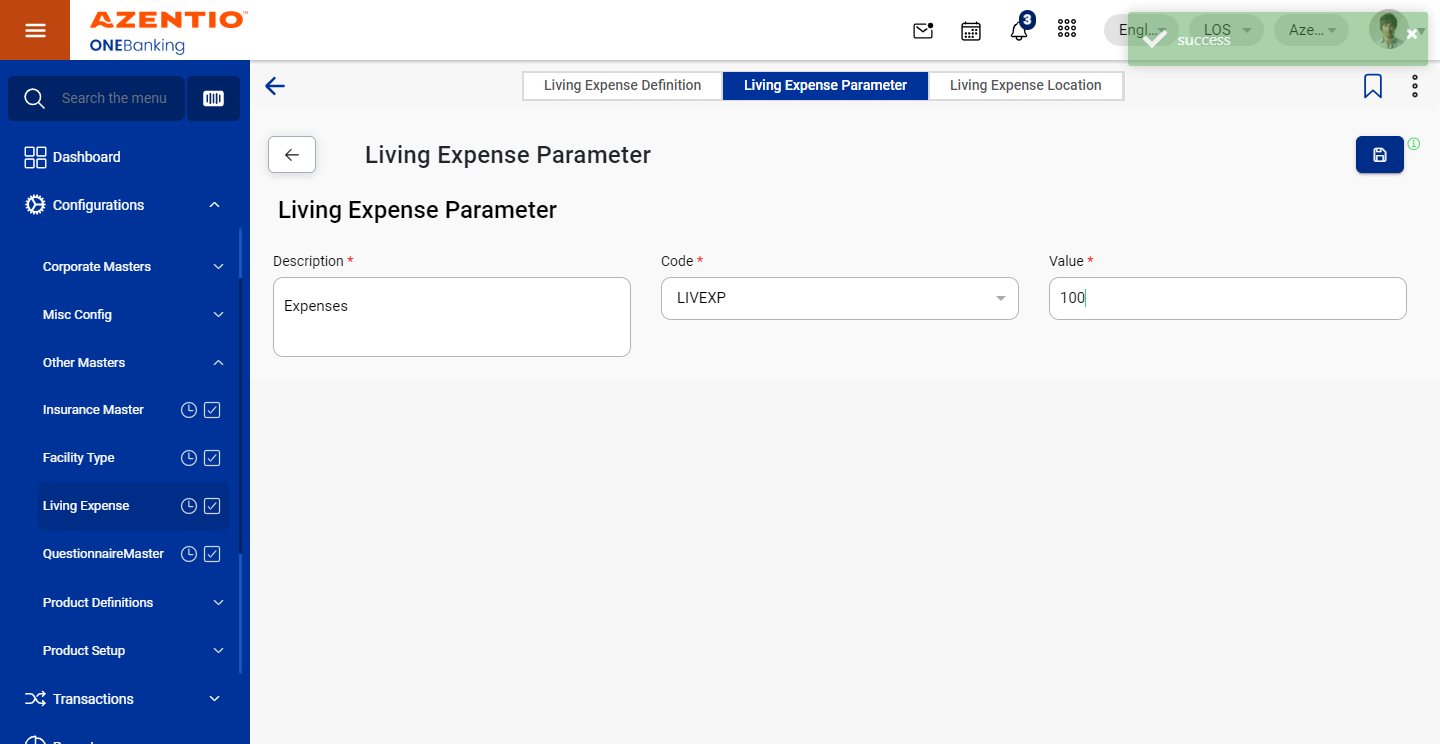 AZENTIO™
ONEBanking
3
Engl...
LOS
Aze...
success
Search the menu
Living Expense Definition
Living Expense Parameter
Living Expense Location
Dashboard
Configurations
Corporate Masters
Misc Config
Other Masters
Insurance Master
Facility Type
Living Expense
QuestionnaireMaster
Product Definitions
Product Setup
Transactions
Living Expense Parameter
Living Expense Parameter
Description *
Code *
Value *
Expenses
LIVEXP
100